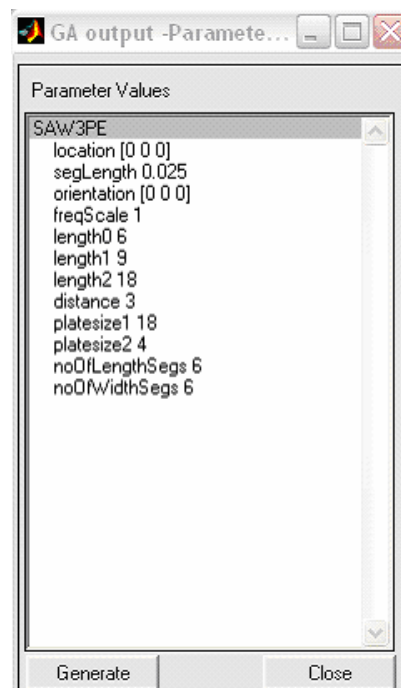 GA output -Paramete...
Parameter Values
SAW3PE
location [0 0 0]
segLength 0.025
orientation [0 0 0]
freqScale 1
length0 6
length1 9
length2 18
distance 3
platesize1 18
platesize2 4
noOfLengthSegs 6
noOfWidthSegs 6
Generate
Close